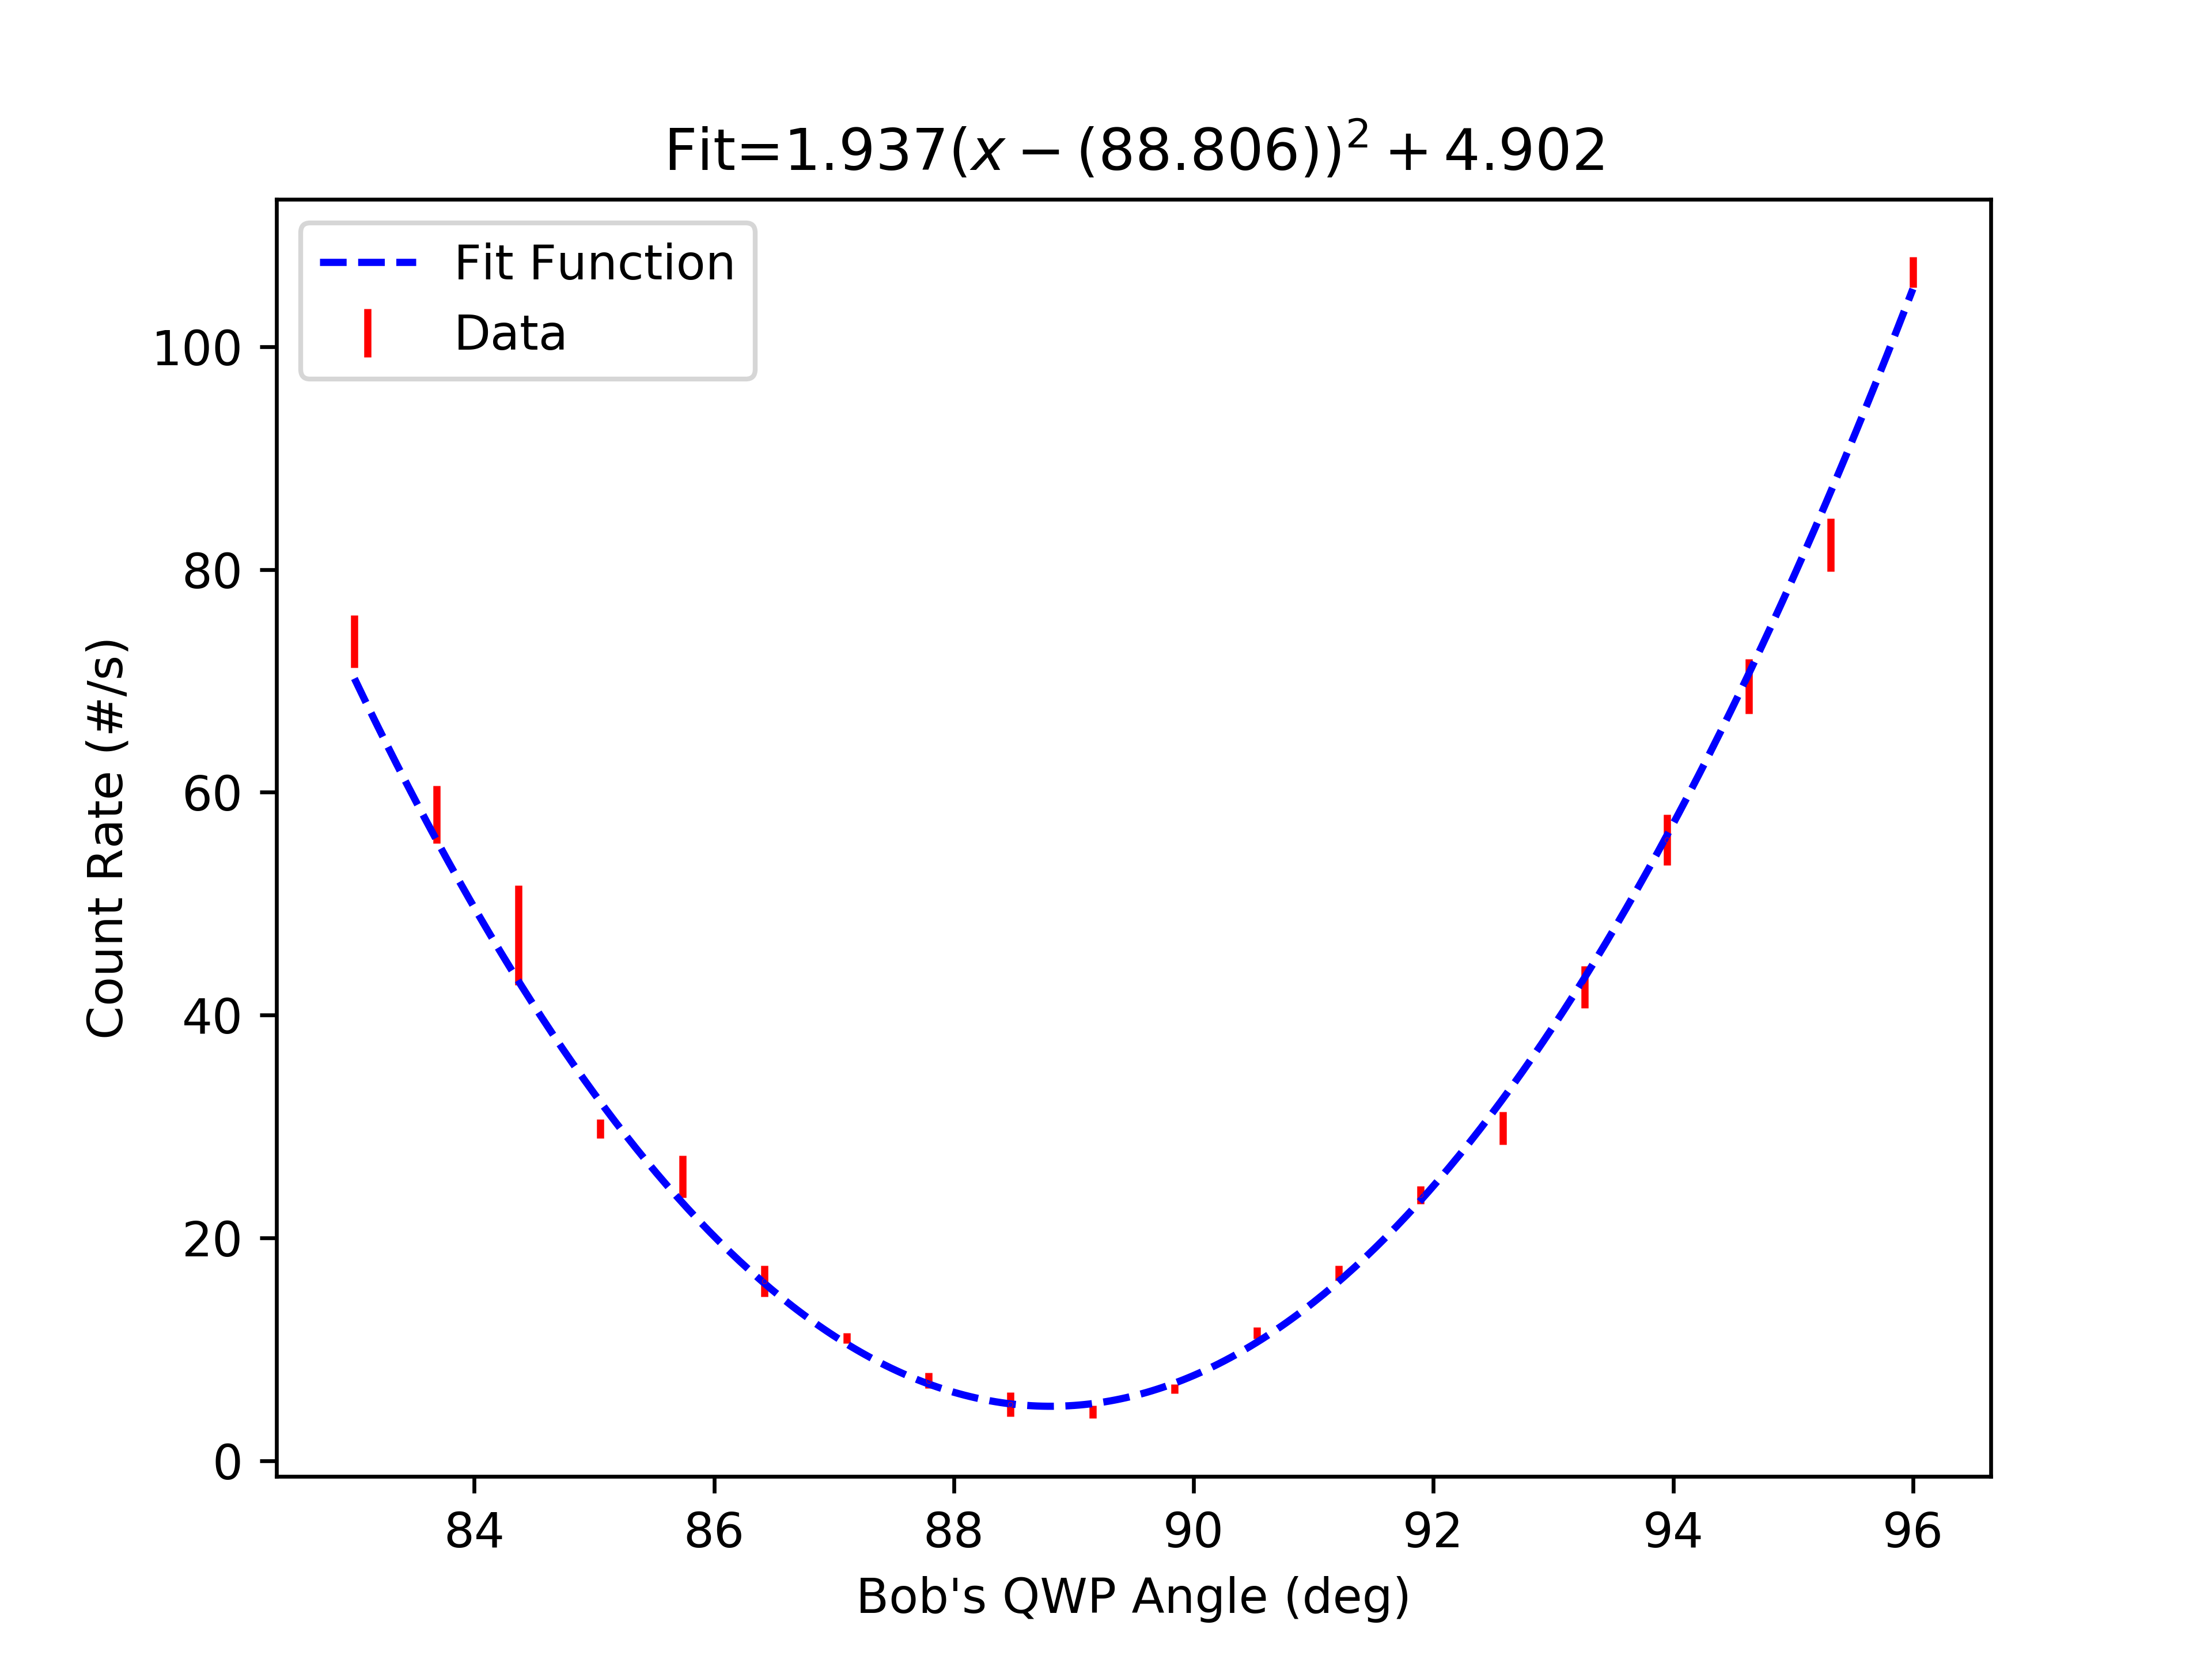 Fit=1.937(x − (88.806))² + 4.902
Fit Function
Data
100
80
60
40
20
0
Count Rate (#/s)
84 86 88 90 92 94 96
Bob's QWP Angle (deg)